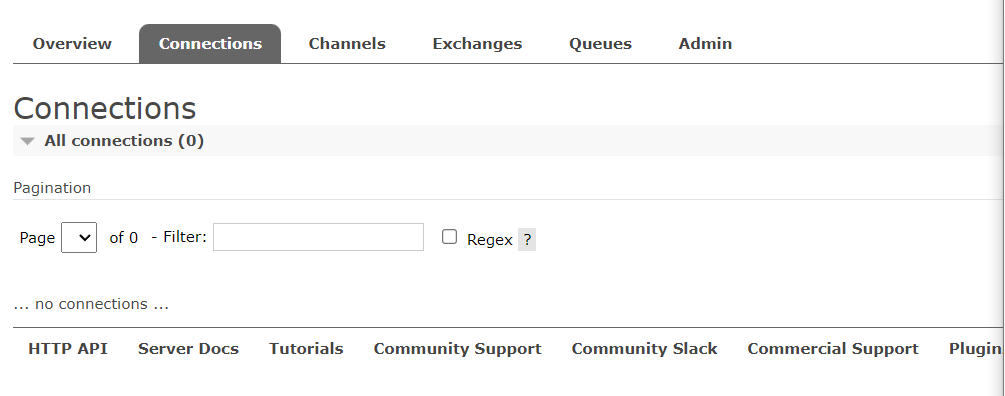 Overview Connections Channels Exchanges Queues Admin
Connections
All connections (0)
Pagination
Page of 0 - Filter: Regex ?
... no connections ...
HTTP API Server Docs Tutorials Community Support Community Slack Commercial Support Plugin